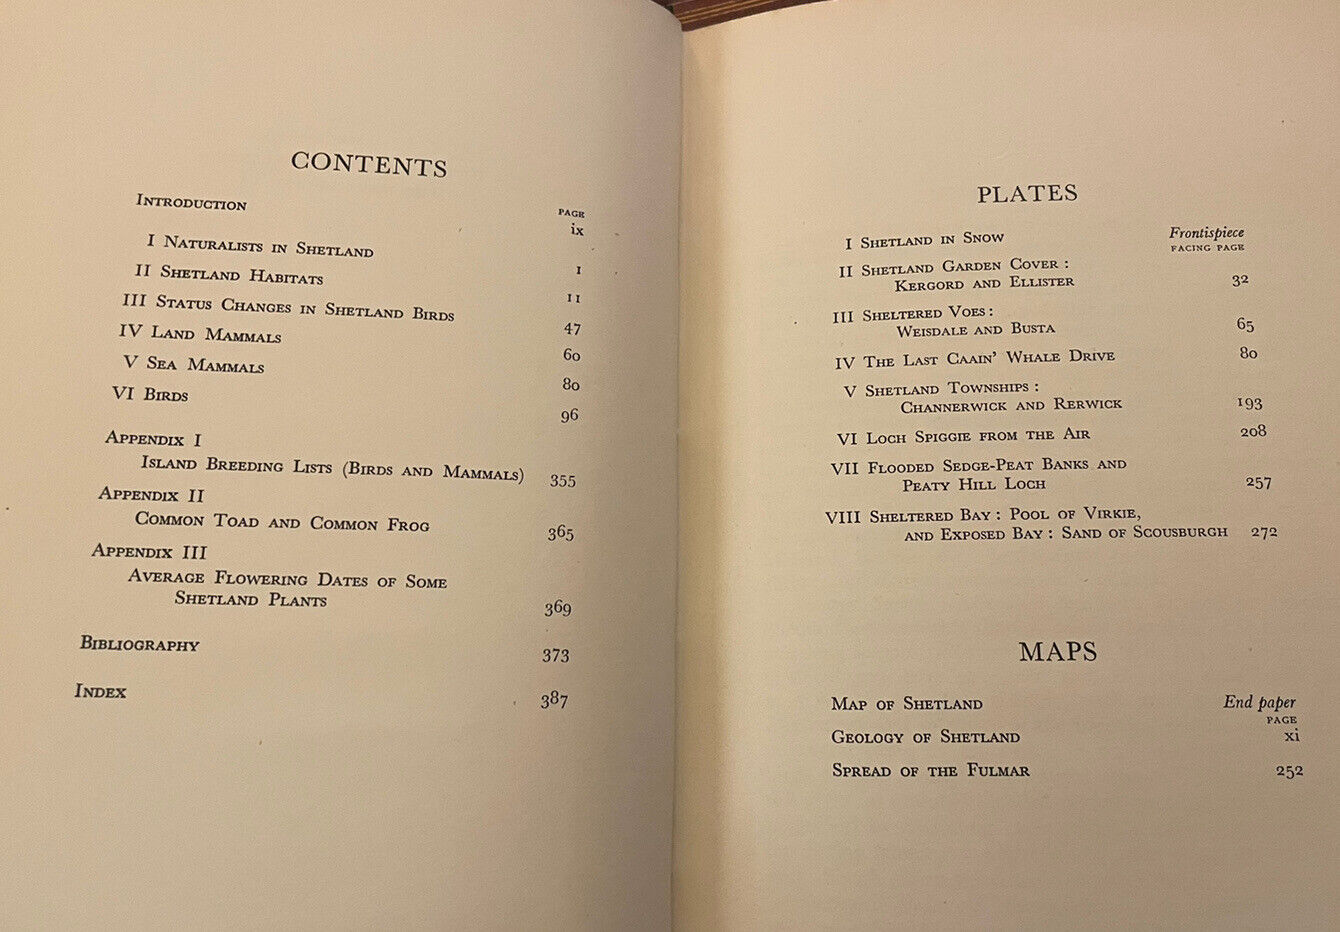 CONTENTS
PAGE
INTRODUCTION ix
I NATURALISTS IN SHETLAND 1
II SHETLAND HABITATS 11
III STATUS CHANGES IN SHETLAND BIRDS 47
IV LAND MAMMALS 60
V SEA MAMMALS 80
VI BIRDS 96
APPENDIX I
ISLAND BREEDING LISTS (BIRDS AND MAMMALS) 355
APPENDIX II
COMMON TOAD AND COMMON FROG 365
APPENDIX III
AVERAGE FLOWERING DATES OF SOME
SHETLAND PLANTS 369
BIBLIOGRAPHY 373
INDEX 387
PLATES
I SHETLAND IN SNOW Frontispiece
FACING PAGE
II SHETLAND GARDEN COVER :
KERGORD AND ELLISTER 32
III SHELTERED VOES :
WEISDALE AND BUSTA 65
IV THE LAST CAAIN' WHALE DRIVE 80
V SHETLAND TOWNSHIPS :
CHANNERWICK AND RERWICK 193
VI LOCH SPIGGIE FROM THE AIR 208
VII FLOODED SEDGE-PEAT BANKS AND
PEATY HILL LOCH 257
VIII SHELTERED BAY : POOL OF VIRKIE,
AND EXPOSED BAY : SAND OF SCOUSBURGH 272
MAPS
MAP OF SHETLAND End paper
PAGE
GEOLOGY OF SHETLAND xi
SPREAD OF THE FULMAR 252